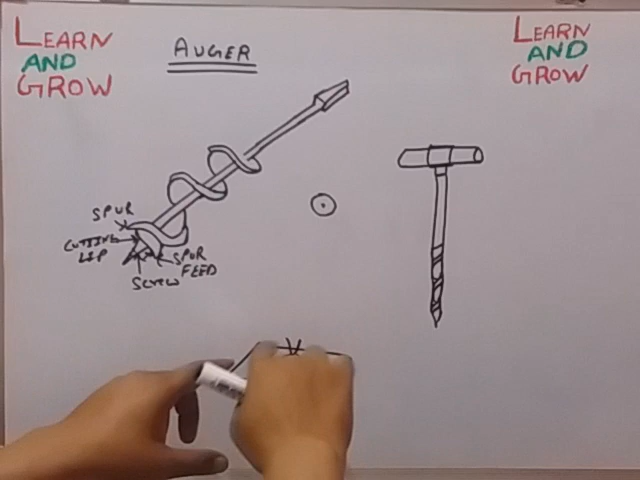 LEARN
AND
GROW
AUGER
LEARN
AND
GROW
SPUR
CUTTING
LIP
SPUR
FEED
SCREW